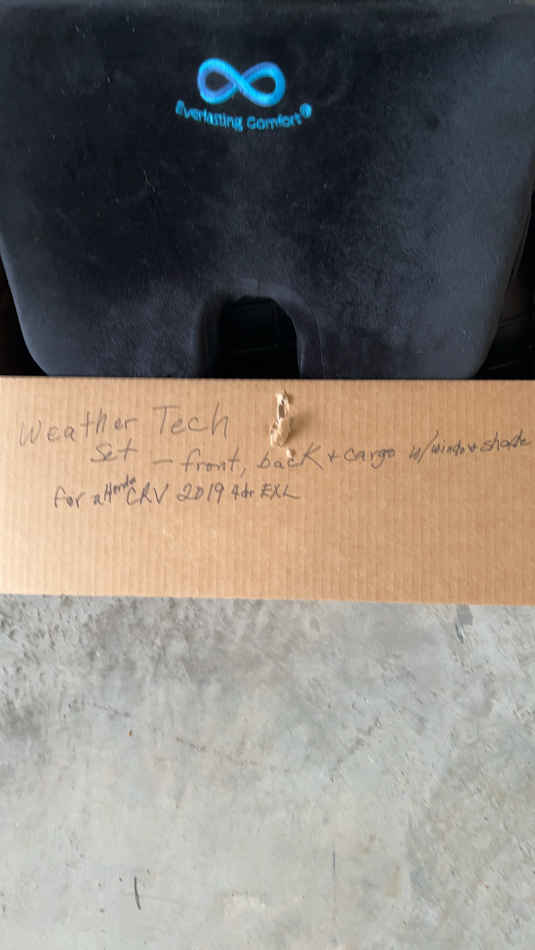 Everlasting Comfort®
Weather Tech
Set - front, back + cargo w/window shade
for a Honda CRV 2019 4dr EXL